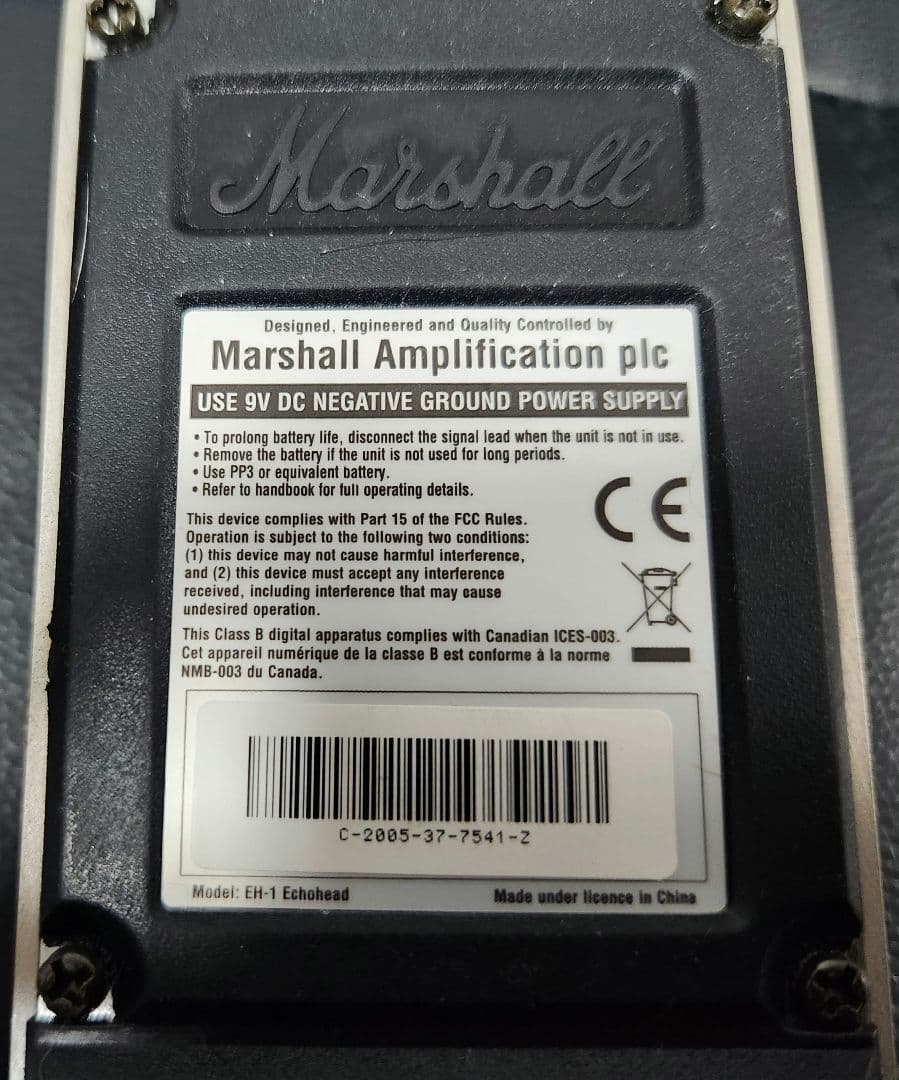 Marshall
Designed, Engineered and Quality Controlled by
Marshall Amplification plc
USE 9V DC NEGATIVE GROUND POWER SUPPLY
• To prolong battery life, disconnect the signal lead when the unit is not in use.
• Remove the battery if the unit is not used for long periods.
• Use PP3 or equivalent battery.
• Refer to handbook for full operating details.
CE
This device complies with Part 15 of the FCC Rules.
Operation is subject to the following two conditions:
(1) this device may not cause harmful interference,
and (2) this device must accept any interference
received, including interference that may cause
undesired operation.
This Class B digital apparatus complies with Canadian ICES-003.
Cet appareil numérique de la classe B est conforme à la norme
NMB-003 du Canada.
C-2005-37-7541-Z
Model: EH-1 Echohead
Made under licence in China